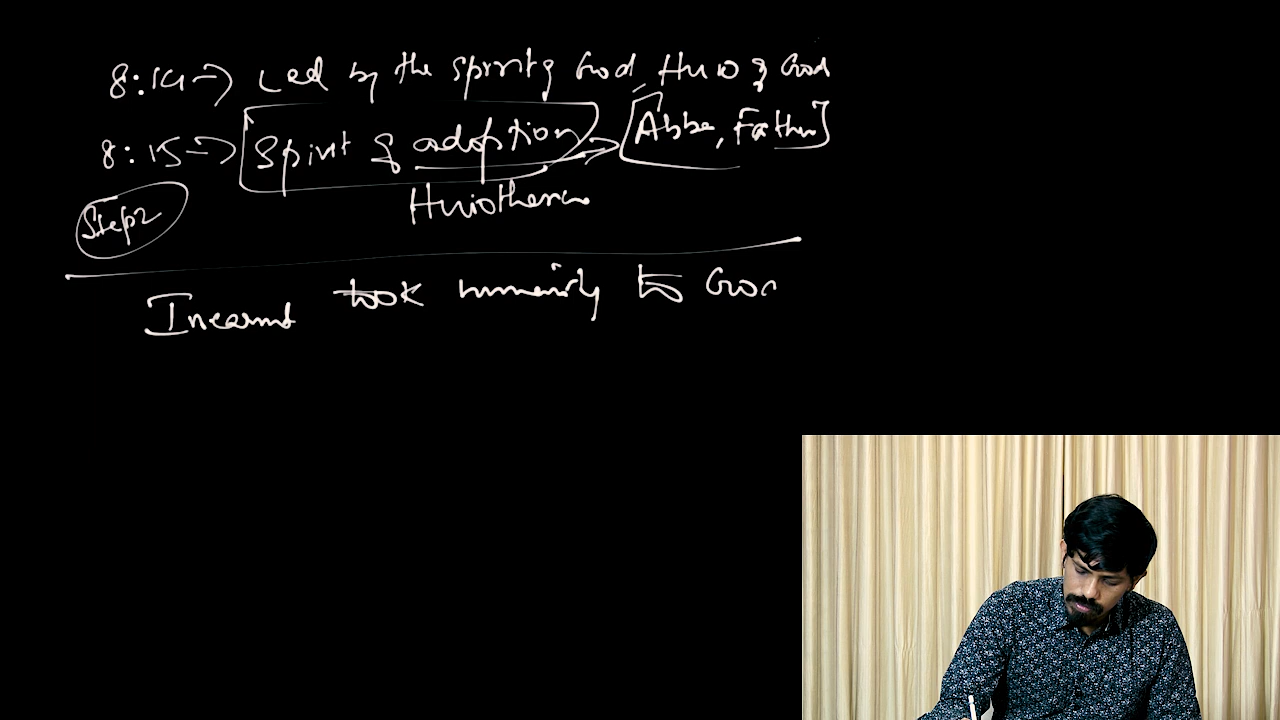 8:14 → Led by the spirit of God, Huio of God
8:15 → Spirit of adoption → [Abba, Father]
Huiothesia
Step 2
Incarnat took humanity to God